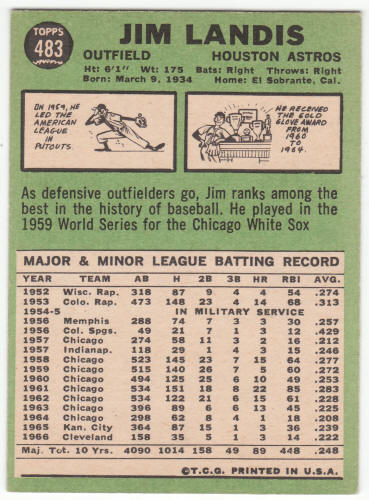 TOPPS
483
JIM LANDIS
OUTFIELD HOUSTON ASTROS
Ht: 6'1" Wt: 175 Bats: Right Throws: Right
Born: March 9, 1934 Home: El Sobrante, Cal.
ON 1959, HE
LED THE
AMERICAN
LEAGUE
IN
PUTOUTS.
HE RECEIVED
THE GOLD
GLOVE AWARD
FROM
1960
TO
1964.
As defensive outfielders go, Jim ranks among the
best in the history of baseball. He played in the
1959 World Series for the Chicago White Sox
MAJOR & MINOR LEAGUE BATTING RECORD
YEAR TEAM AB H 2B 3B HR RBI AVG.
1952 Wisc. Rap. 318 87 9 4 4 54 .274
1953 Colo. Rap. 473 148 23 4 14 68 .313
1954-5 IN MILITARY SERVICE
1956 Memphis 288 74 7 3 3 30 .257
1956 Col. Spgs. 49 21 7 1 3 7 .429
1957 Chicago 274 58 11 3 2 16 .212
1957 Indianap. 118 29 1 4 3 15 .246
1958 Chicago 523 145 23 7 15 64 .277
1959 Chicago 515 140 26 7 5 60 .272
1960 Chicago 494 125 25 6 10 49 .253
1961 Chicago 534 151 18 8 22 85 .283
1962 Chicago 534 122 21 6 15 61 .228
1963 Chicago 396 89 6 6 13 45 .225
1964 Chicago 298 62 8 4 1 18 .208
1965 Kan. City 364 87 15 1 3 36 .239
1966 Cleveland 158 35 5 1 3 14 .222
Maj. Tot. 10 Yrs. 4090 1014 158 49 89 448 .248
©T.C.G. PRINTED IN U.S.A.